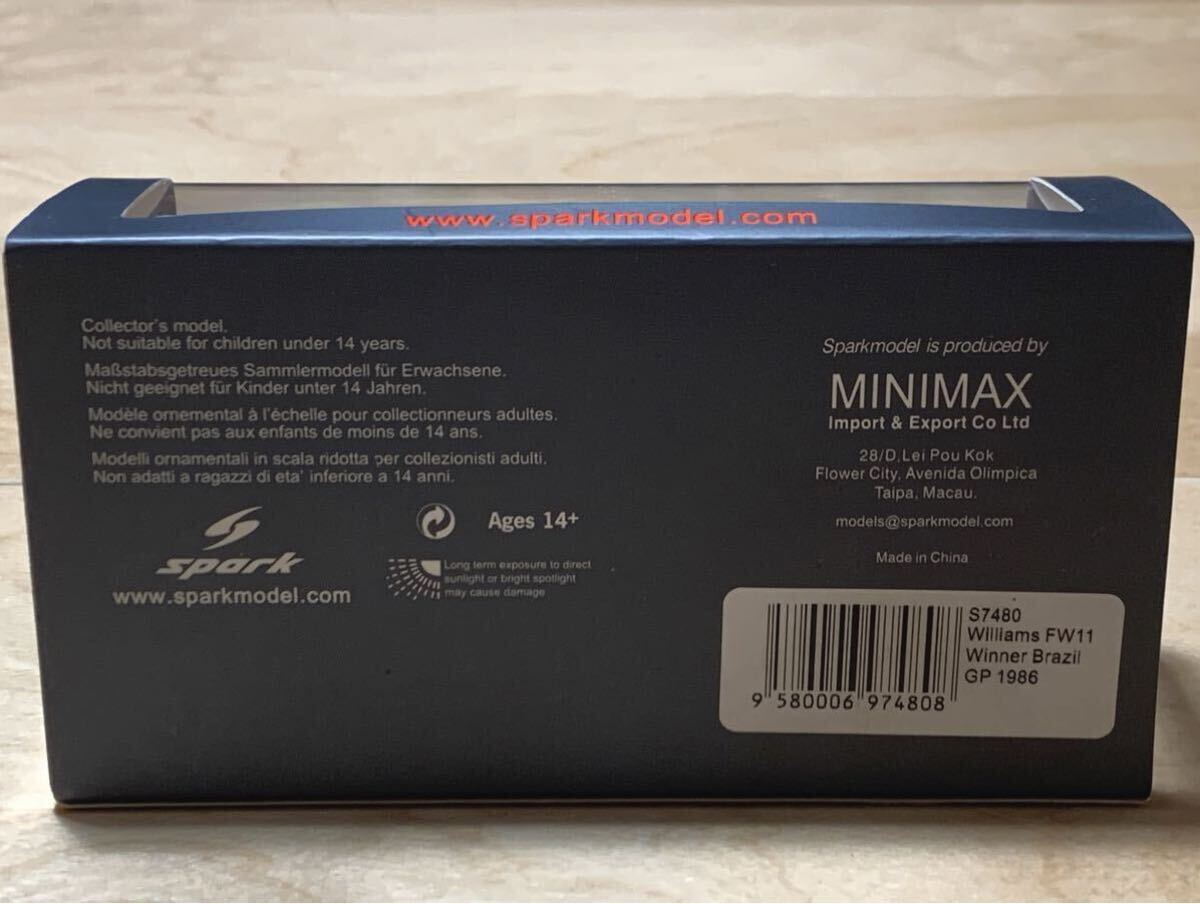 www.sparkmodel.com
Collector's model.
Not suitable for children under 14 years.
Maßstabsgetreues Sammlermodell für Erwachsene.
Nicht geeignet für Kinder unter 14 Jahren.
Modèle ornemental à l'échelle pour collectionneurs adultes.
Ne convient pas aux enfants de moins de 14 ans.
Modelli ornamentali in scala ridotta per collezionisti adulti.
Non adatti a ragazzi di eta' inferiore a 14 anni.
spark
www.sparkmodel.com
Ages 14+
Long term exposure to direct
sunlight or bright spotlight
may cause damage
Sparkmodel is produced by
MINIMAX
Import & Export Co Ltd
28/D,Lei Pou Kok
Flower City, Avenida Olimpica
Taipa, Macau.
models@sparkmodel.com
Made in China
S7480
Williams FW11
Winner Brazil
GP 1986
9 580006 974808